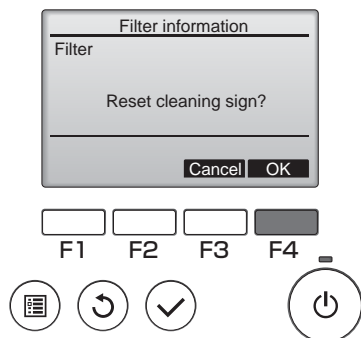 Filter information
Filter
Reset cleaning sign?
Cancel OK
F1 F2 F3 F4